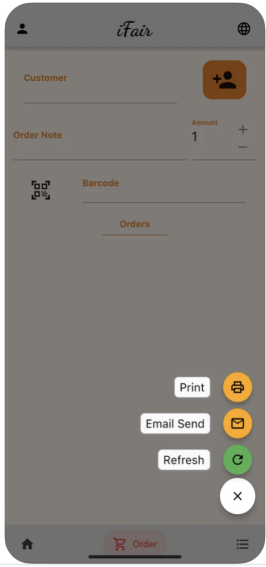 iFair
Customer
Amount
Order Note
1
Barcode
Orders
Print
Email Send
Refresh
Order